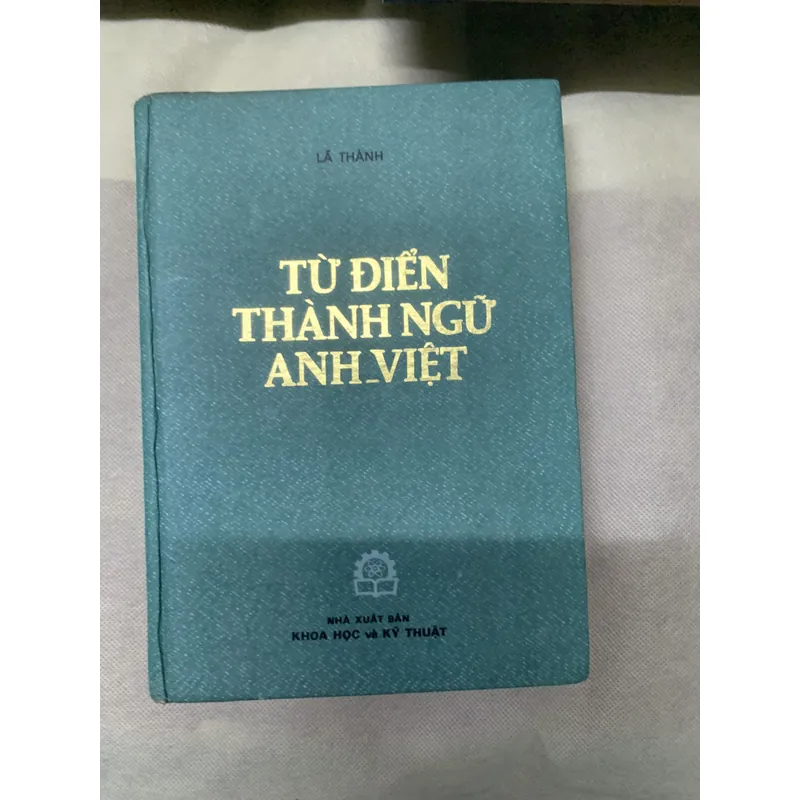 LÃ THÀNH
TỪ ĐIỂN
THÀNH NGỮ
ANH_VIỆT
NHÀ XUẤT BẢN
KHOA HỌC và KỸ THUẬT